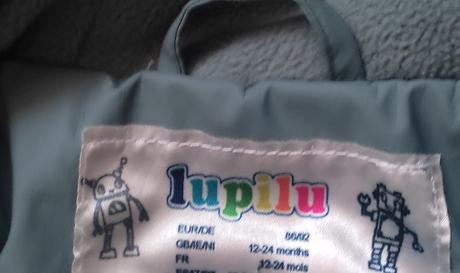 lupilu
EUR/DE 86/92
GB/IE/NI 12-24 months
FR 12-24 mois